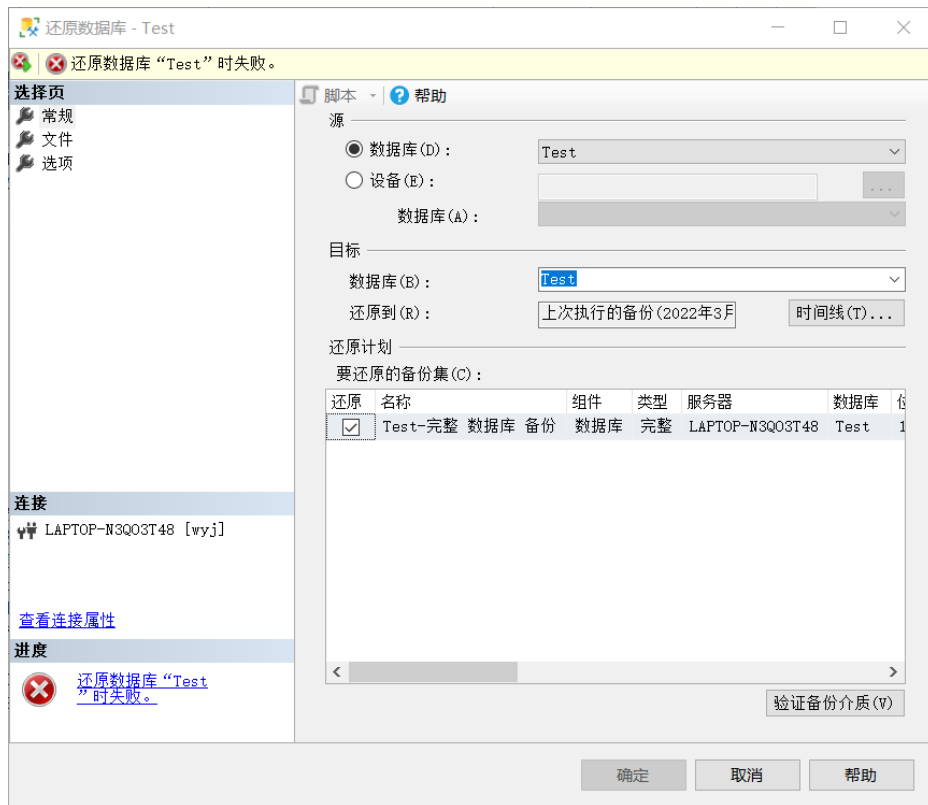 还原数据库 - Test
还原数据库“Test”时失败。
选择页
常规
文件
选项
脚本
帮助
源
数据库(D)：
Test
设备(E)：
...
数据库(A)：
目标
数据库(B)：
Test
还原到(R)：
上次执行的备份(2022年3月
时间线(T)...
还原计划
要还原的备份集(C)：
还原 名称 组件 类型 服务器 数据库
Test-完整 数据库 备份 数据库 完整 LAPTOP-N3QO3T48 Test 1
连接
LAPTOP-N3QO3T48 [wyj]
查看连接属性
进度
还原数据库“Test
”时失败。
验证备份介质(V)
确定
取消
帮助